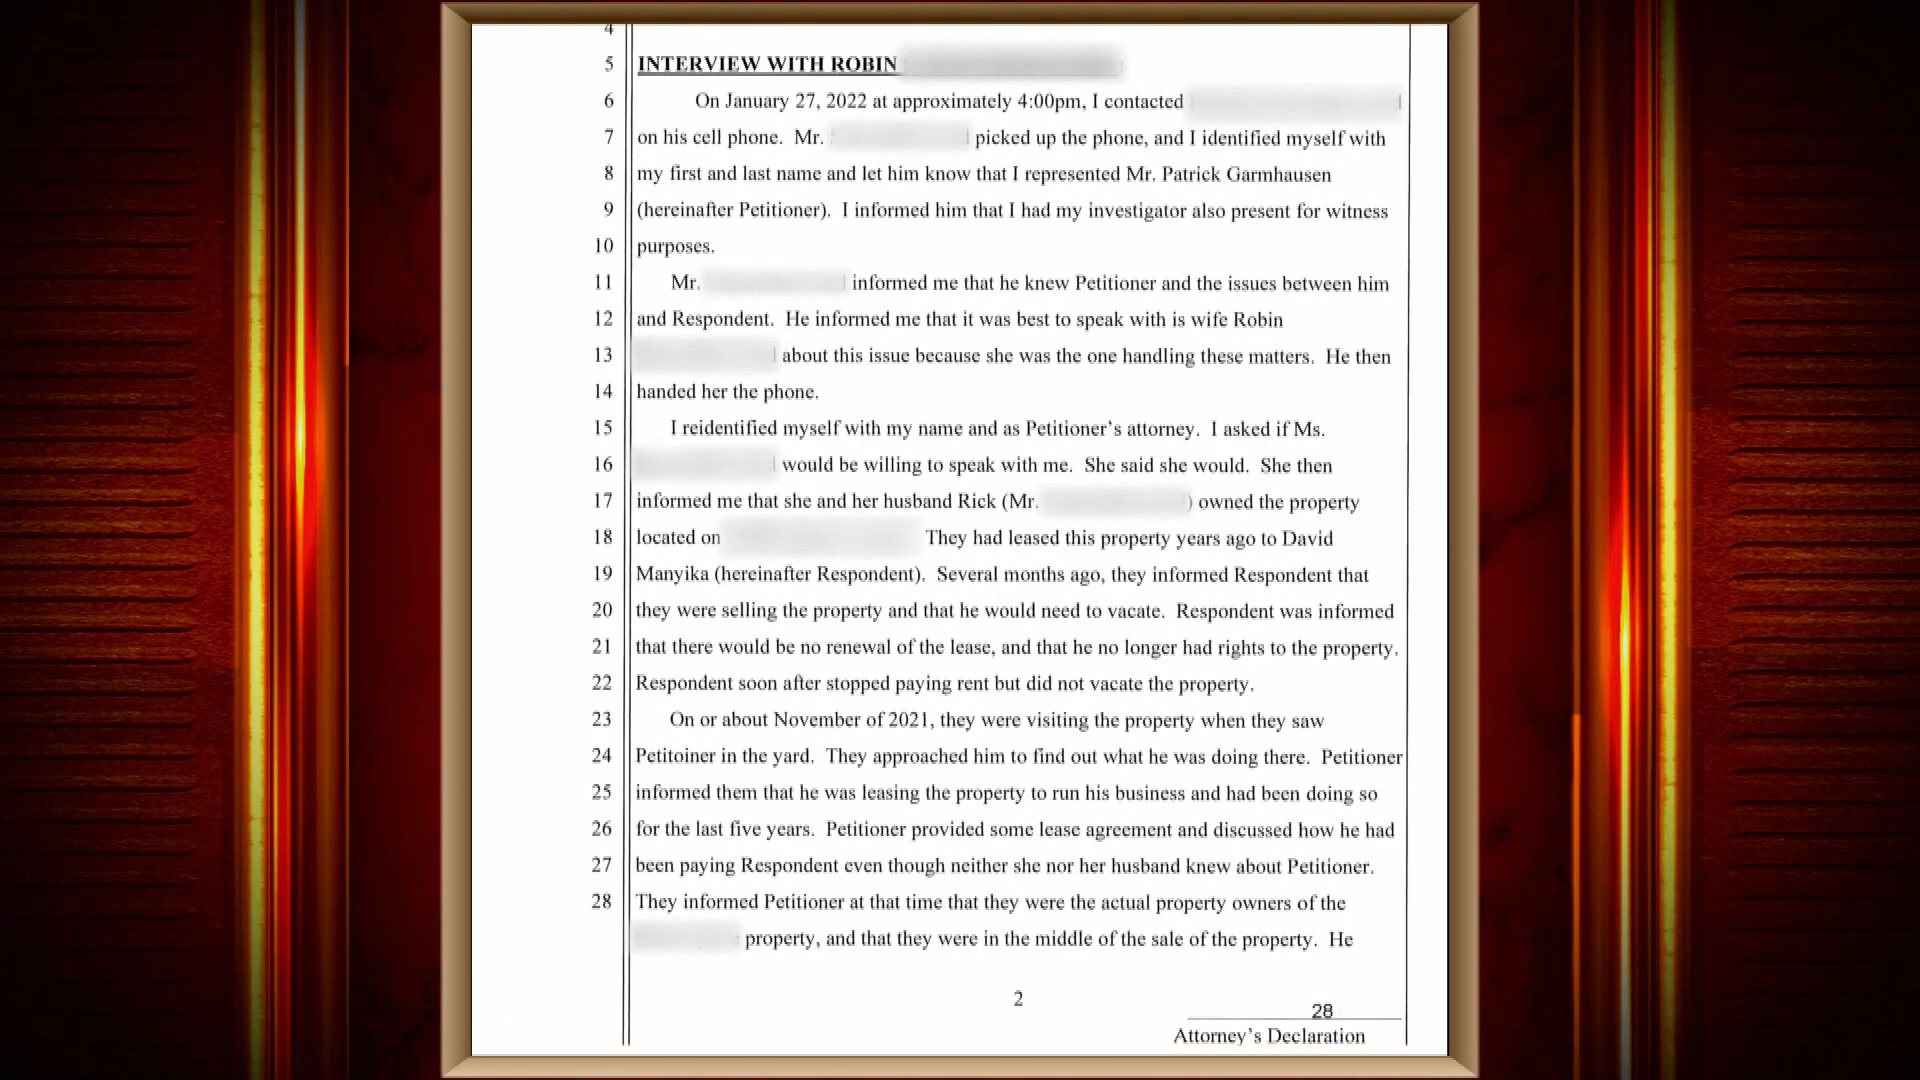 4
5 INTERVIEW WITH ROBIN
6 On January 27, 2022 at approximately 4:00pm, I contacted
7 on his cell phone. Mr. picked up the phone, and I identified myself with
8 my first and last name and let him know that I represented Mr. Patrick Garmhausen
9 (hereinafter Petitioner). I informed him that I had my investigator also present for witness
10 purposes.
11 Mr. informed me that he knew Petitioner and the issues between him
12 and Respondent. He informed me that it was best to speak with is wife Robin
13 about this issue because she was the one handling these matters. He then
14 handed her the phone.
15 I reidentified myself with my name and as Petitioner's attorney. I asked if Ms.
16 would be willing to speak with me. She said she would. She then
17 informed me that she and her husband Rick (Mr. ) owned the property
18 located on They had leased this property years ago to David
19 Manyika (hereinafter Respondent). Several months ago, they informed Respondent that
20 they were selling the property and that he would need to vacate. Respondent was informed
21 that there would be no renewal of the lease, and that he no longer had rights to the property.
22 Respondent soon after stopped paying rent but did not vacate the property.
23 On or about November of 2021, they were visiting the property when they saw
24 Petitoiner in the yard. They approached him to find out what he was doing there. Petitioner
25 informed them that he was leasing the property to run his business and had been doing so
26 for the last five years. Petitioner provided some lease agreement and discussed how he had
27 been paying Respondent even though neither she nor her husband knew about Petitioner.
28 They informed Petitioner at that time that they were the actual property owners of the
property, and that they were in the middle of the sale of the property. He
2
28
Attorney's Declaration